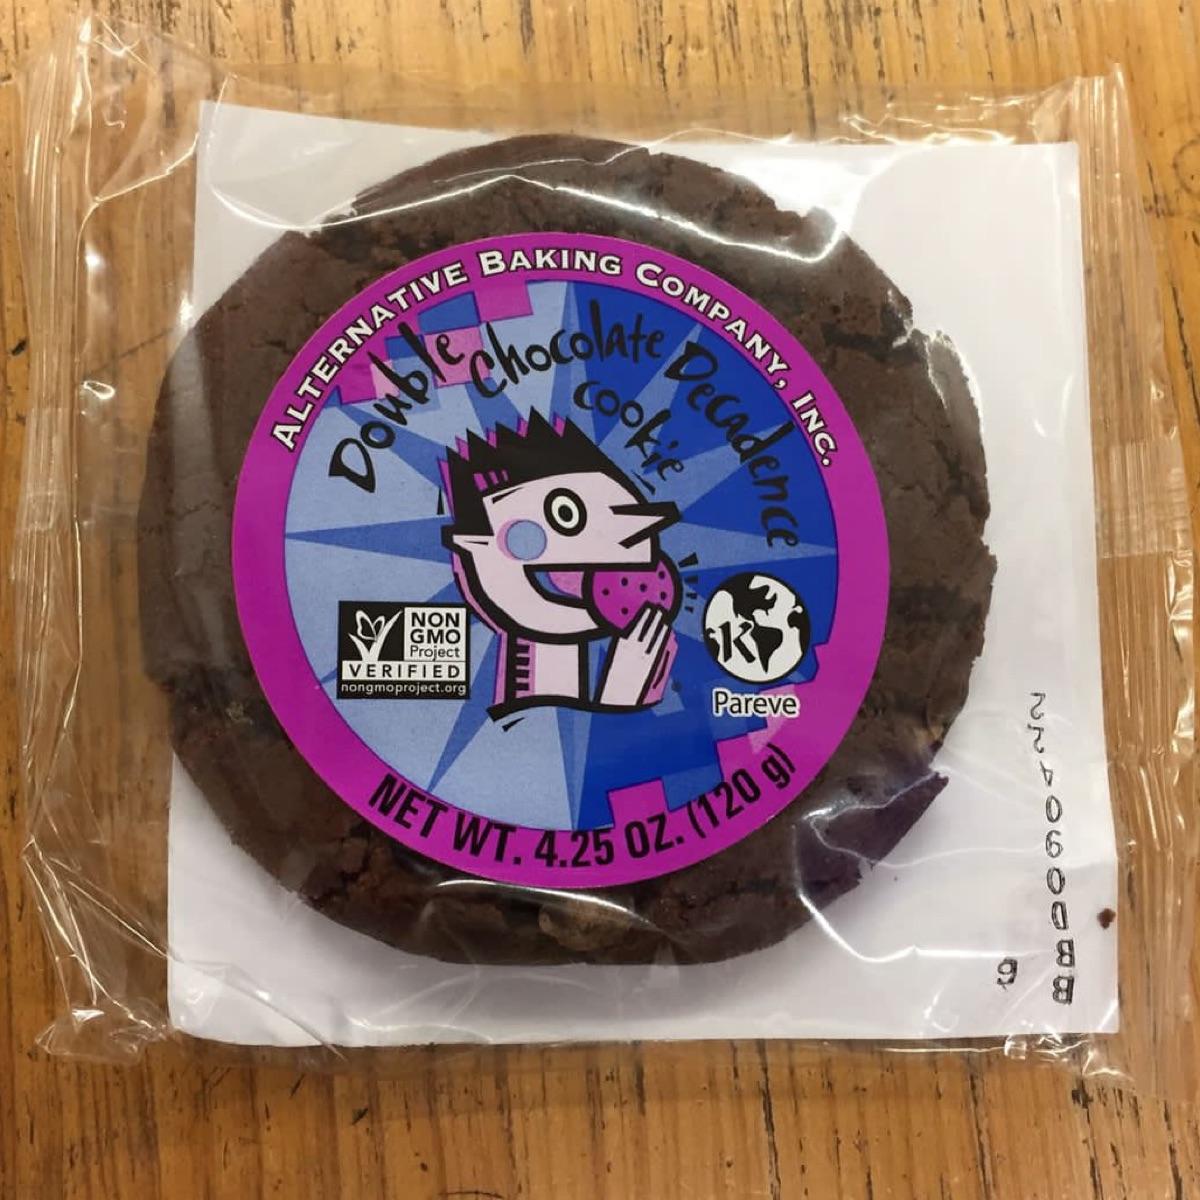 ALTERNATIVE BAKING COMPANY, INC.
Double Chocolate Decadence
cookie
NON
GMO
Project
VERIFIED
nongmoproject.org
K
Pareve
NET WT. 4.25 OZ. (120 g)